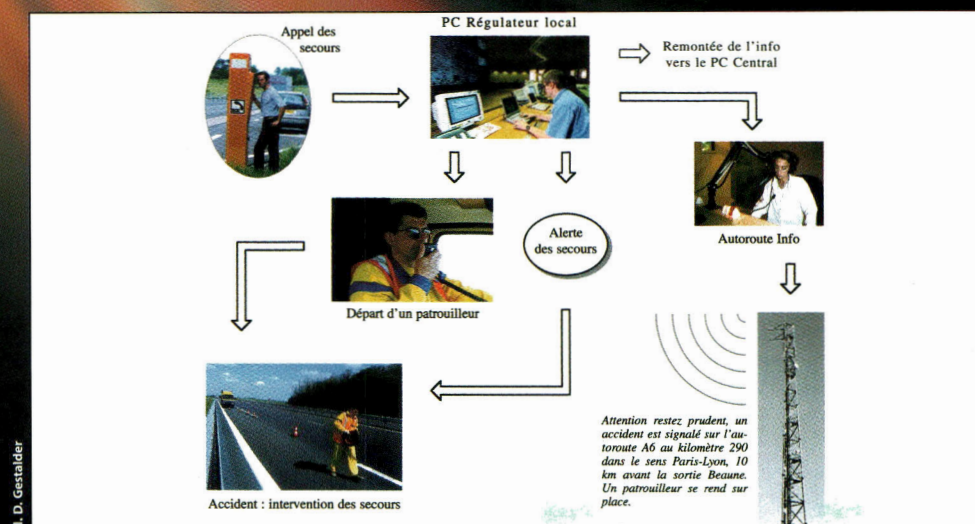 PC Régulateur local
Appel des
secours
Remontée de l'info
vers le PC Central
Autoroute Info
Alerte
des secours
Départ d'un patrouilleur
Accident : intervention des secours
Attention restez prudent, un
accident est signalé sur l'au-
toroute A6 au kilomètre 290
dans le sens Paris-Lyon, 10
km avant la sortie Beaune.
Un patrouilleur se rend sur
place.
D. Gestalder